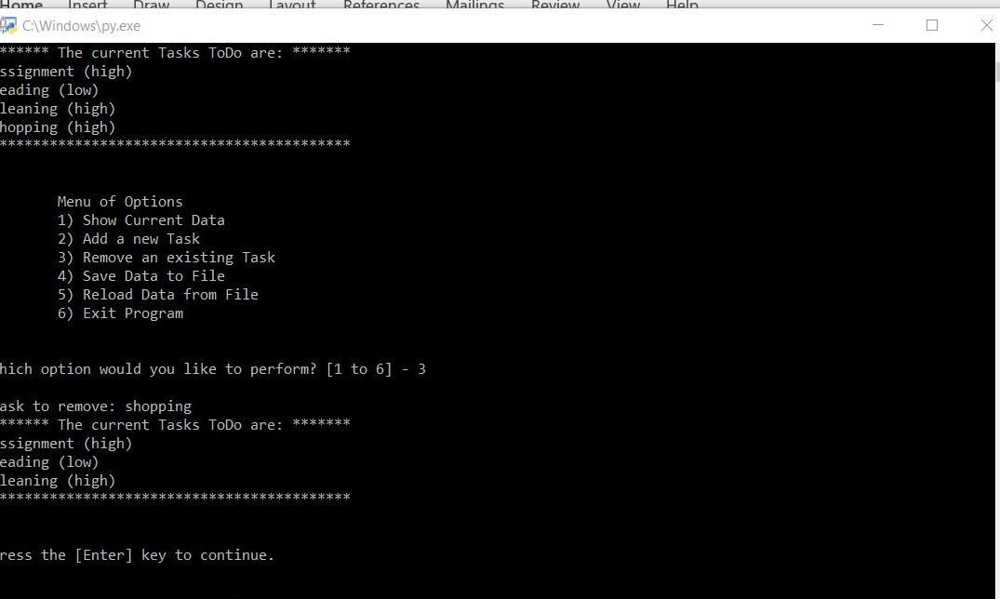 Home Insert Draw Design Layout References Mailings Review View Help
C:\Windows\py.exe
****** The current Tasks ToDo are: *******
ssignment (high)
eading (low)
leaning (high)
hopping (high)
******************************************
Menu of Options
1) Show Current Data
2) Add a new Task
3) Remove an existing Task
4) Save Data to File
5) Reload Data from File
6) Exit Program
hich option would you like to perform? [1 to 6] - 3
ask to remove: shopping
****** The current Tasks ToDo are: *******
ssignment (high)
eading (low)
leaning (high)
******************************************
ress the [Enter] key to continue.